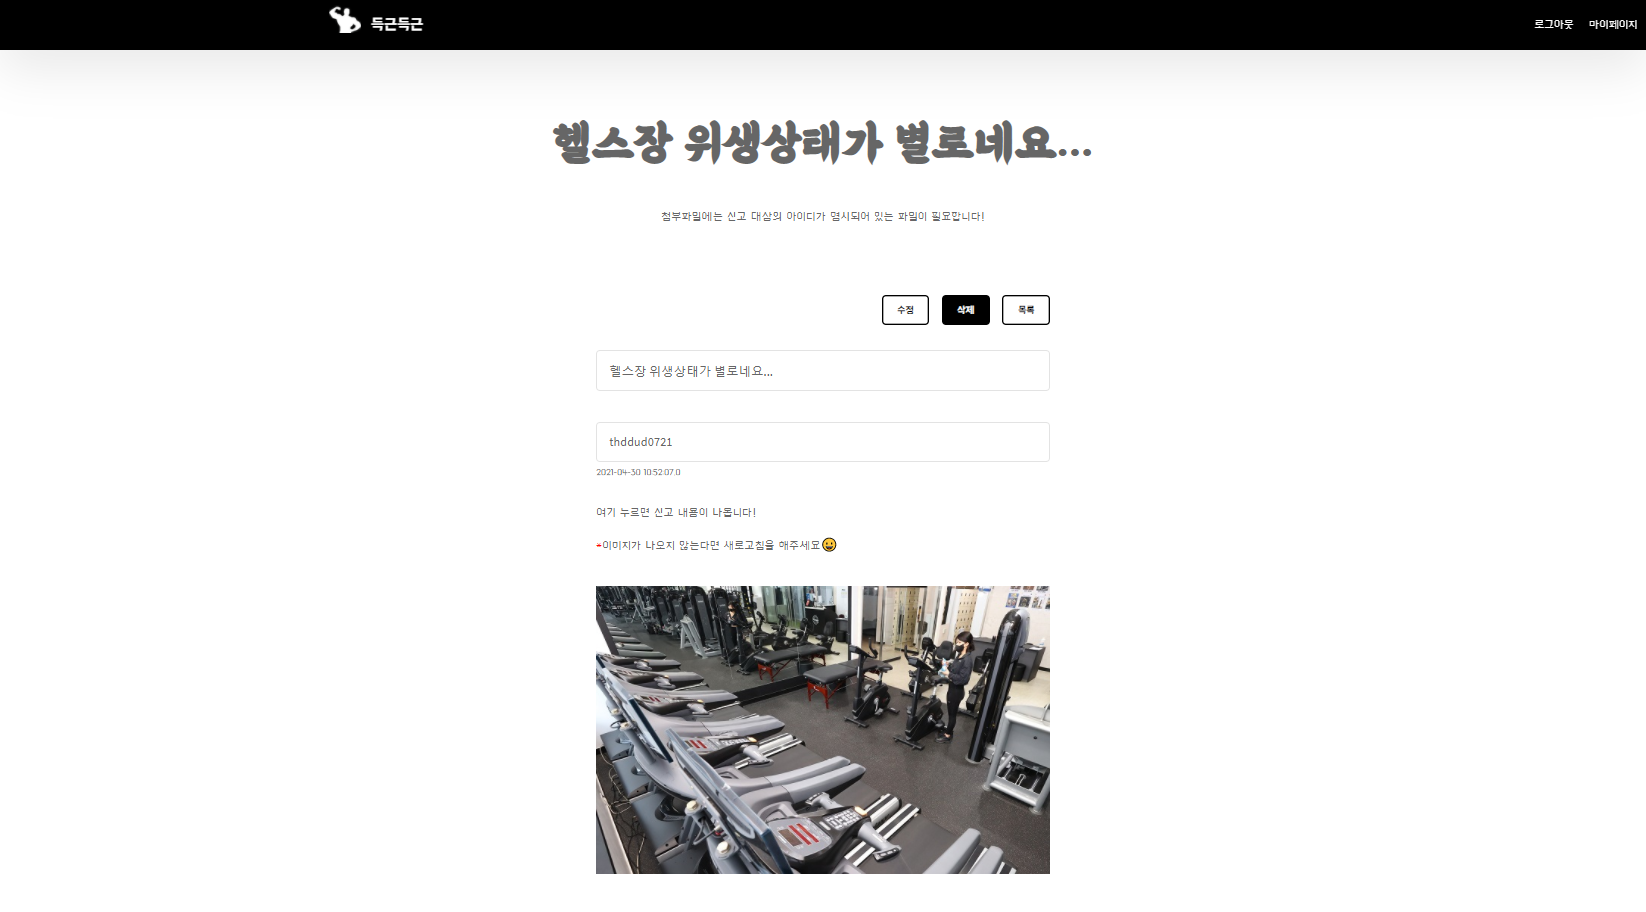 득근득근
로그아웃 마이페이지
헬스장 위생상태가 별로네요...
첨부파일에는 신고 대상의 아이디가 명시되어 있는 파일이 필요합니다!
수정 삭제 목록
헬스장 위생상태가 별로네요...
thddud0721
2021-04-30 10:52:07.0
여기 누르면 신고 내용이 나옵니다!
*이미지가 나오지 않는다면 새로고침을 해주세요😀